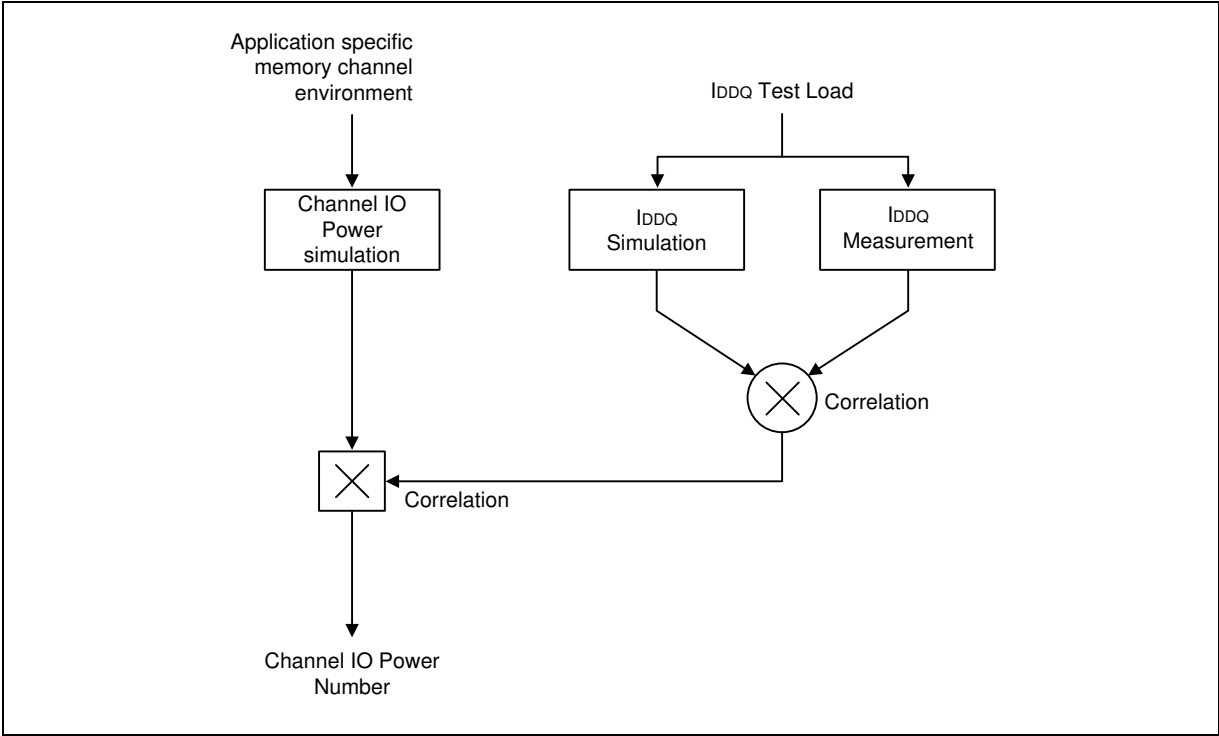 Application specific
memory channel
environment
IDDQ Test Load
Channel IO
Power
simulation
IDDQ
Simulation
IDDQ
Measurement
Correlation
Correlation
Channel IO Power
Number